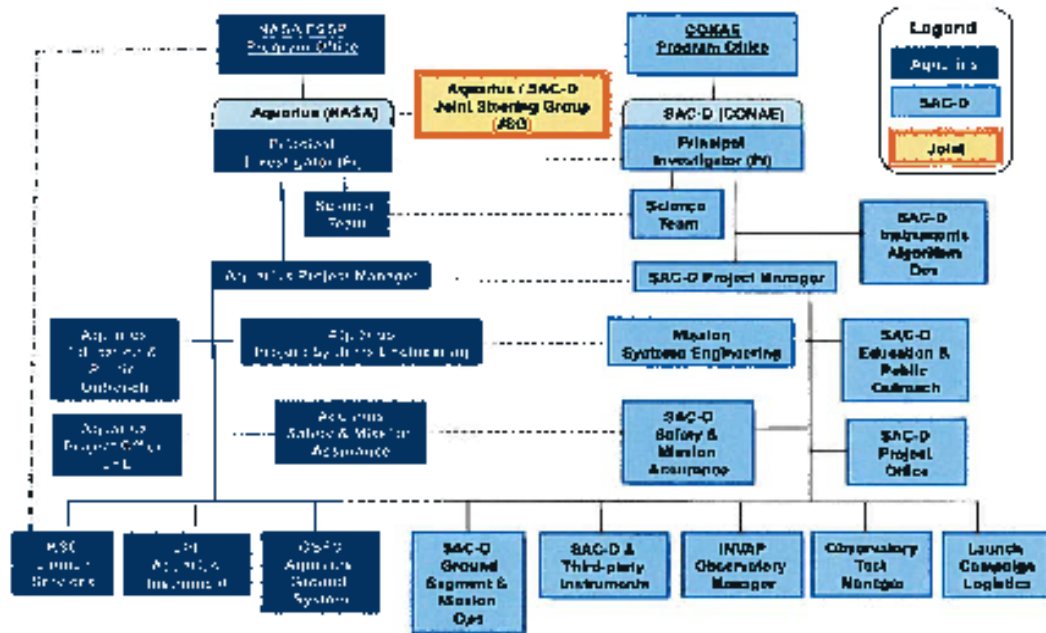 NASA ESSP
Program Office
CONAE
Program Office
Legend
Aquarius
SAC-D
Joint
Aquarius / SAC-D
Joint Steering Group
(JSG)
Aquarius (NASA)
Principal
Investigator (PI)
SAC-D (CONAE)
Principal
Investigator (PI)
Science
Team
Science
Team
SAC-D
Instruments
Algorithm
Dev
Aquarius Project Manager
SAC-D Project Manager
Aquarius
Education &
Public
Outreach
Aquarius
Project Systems Engineering
Mission
Systems Engineering
SAC-D
Education &
Public
Outreach
Aquarius
Project Office
Aquarius
Safety & Mission
Assurance
SAC-D
Safety &
Mission
Assurance
SAC-D
Project
Office
KSC
Launch
Services
JPL
Aquarius
Instrument
GSFC
Aquarius
Ground
System
SAC-D
Ground
Segment &
Mission
Ops
SAC-D &
Third-party
Instruments
INVAP
Observatory
Manager
Observatory
Test
Launch
Campaign
Logistics